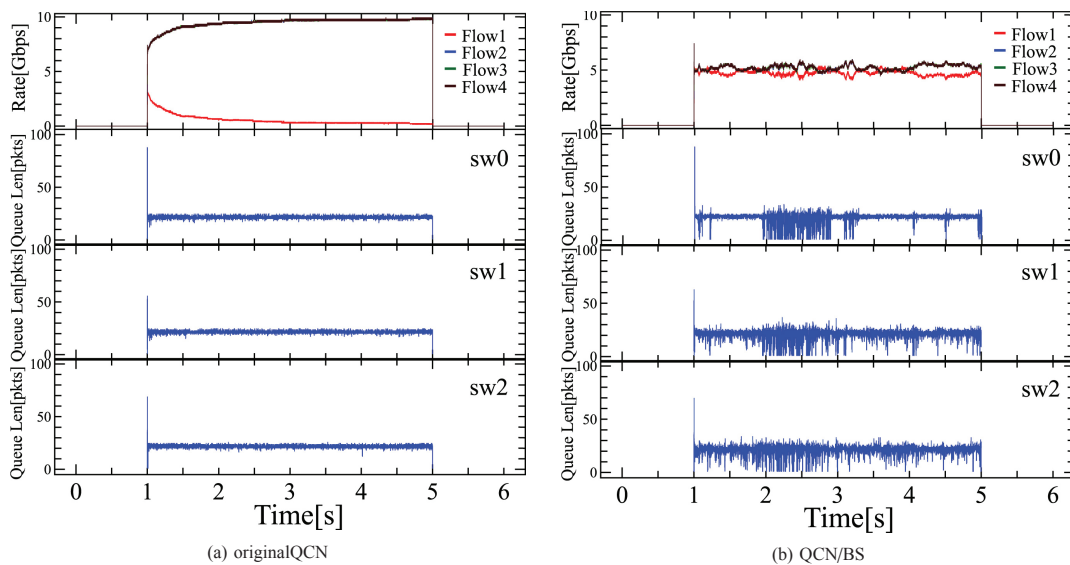 Rate[Gbps]
10
5
0
Flow1
Flow2
Flow3
Flow4
Queue Len[pkts]
100
50
0
sw0
Queue Len[pkts]
100
50
0
sw1
Queue Len[pkts]
100
50
0
sw2
0 1 2 3 4 5 6
Time[s]
(a) originalQCN
Rate[Gbps]
10
5
0
Flow1
Flow2
Flow3
Flow4
Queue Len[pkts]
100
50
0
sw0
Queue Len[pkts]
100
50
0
sw1
Queue Len[pkts]
100
50
0
sw2
0 1 2 3 4 5 6
Time[s]
(b) QCN/BS